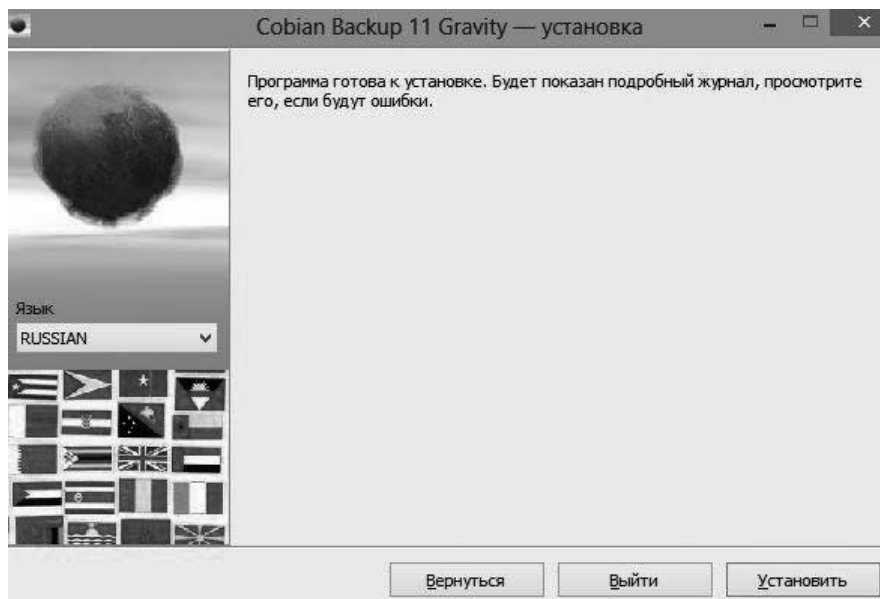 Cobian Backup 11 Gravity — установка
Программа готова к установке. Будет показан подробный журнал, просмотрите
его, если будут ошибки.
Язык
RUSSIAN
Вернуться
Выйти
Установить